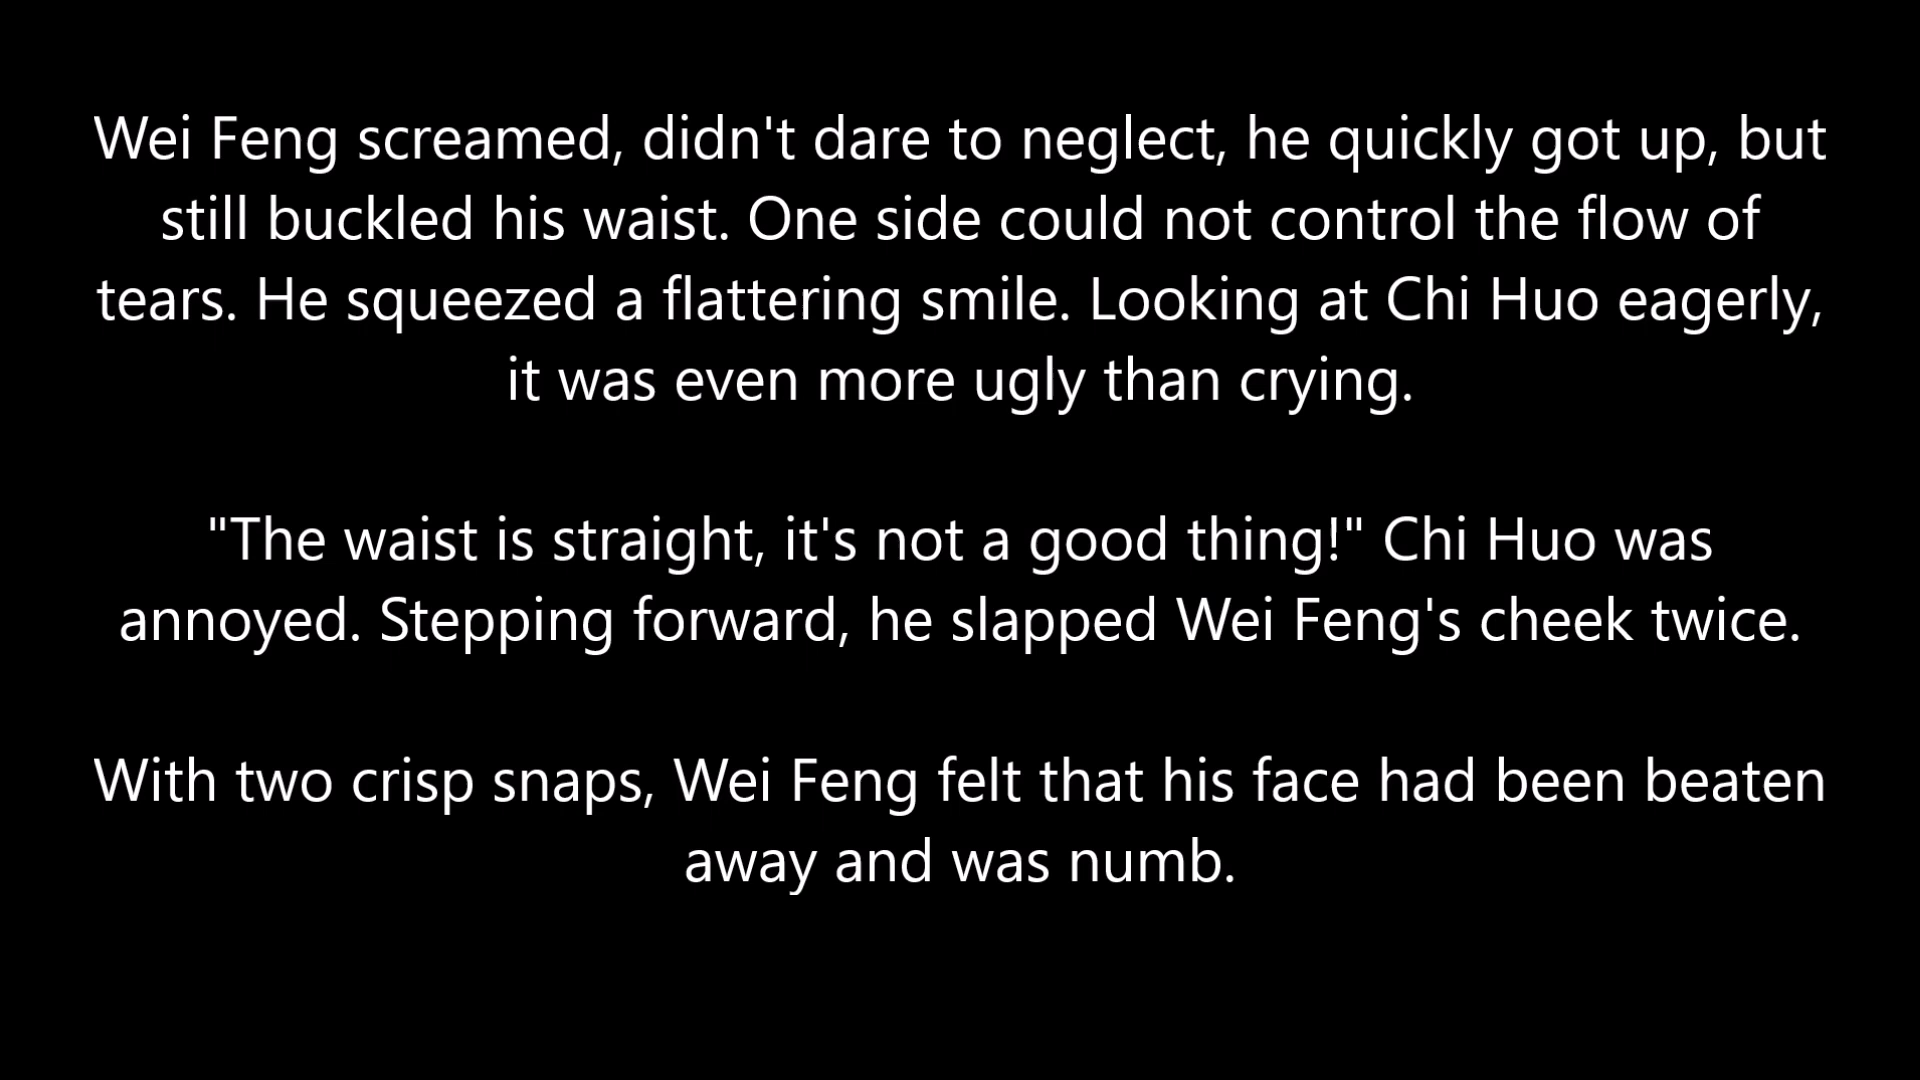 Wei Feng screamed, didn't dare to neglect, he quickly got up, but
still buckled his waist. One side could not control the flow of
tears. He squeezed a flattering smile. Looking at Chi Huo eagerly,
it was even more ugly than crying.
"The waist is straight, it's not a good thing!" Chi Huo was
annoyed. Stepping forward, he slapped Wei Feng's cheek twice.
With two crisp snaps, Wei Feng felt that his face had been beaten
away and was numb.